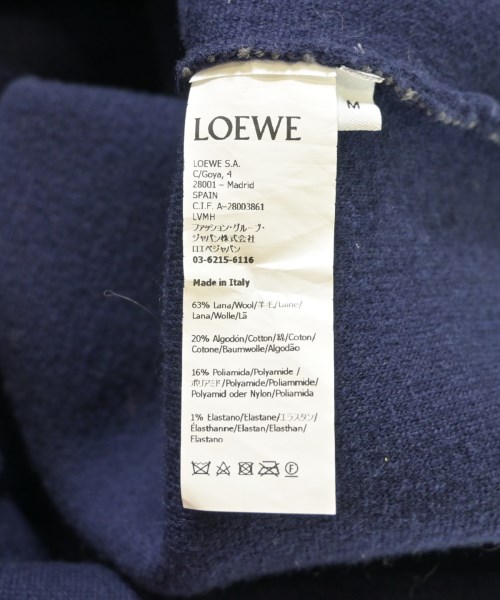 M
LOEWE
LOEWE S.A.
C/Goya, 4
28001 – Madrid
SPAIN
C.I.F. A-28003861
LVMH
ファッション・グループ・
ジャパン株式会社
ロエベジャパン
03-6215-6116
Made in Italy
63% Lana/Wool/羊毛/Laine/
Lana/Wolle/Lã
20% Algodón/Cotton/綿/Coton/
Cotone/Baumwolle/Algodão
16% Poliamida/Polyamide /
ポリアミド/Polyamide/Poliammide/
Polyamid oder Nylon/Poliamida
1% Elastano/Elastane/エラスタン/
Élasthanne/Elastan/Elasthan/
Elastano
F